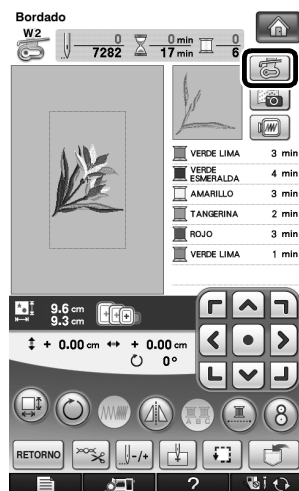 Bordado
W2
0 0 min 0
7282 17 min 6
VERDE LIMA 3 min
VERDE ESMERALDA 4 min
AMARILLO 3 min
TANGERINA 2 min
ROJO 3 min
VERDE LIMA 1 min
9.6 cm
9.3 cm
+ 0.00 cm + 0.00 cm
0°
A B C
8
RETORNO
-/+
?